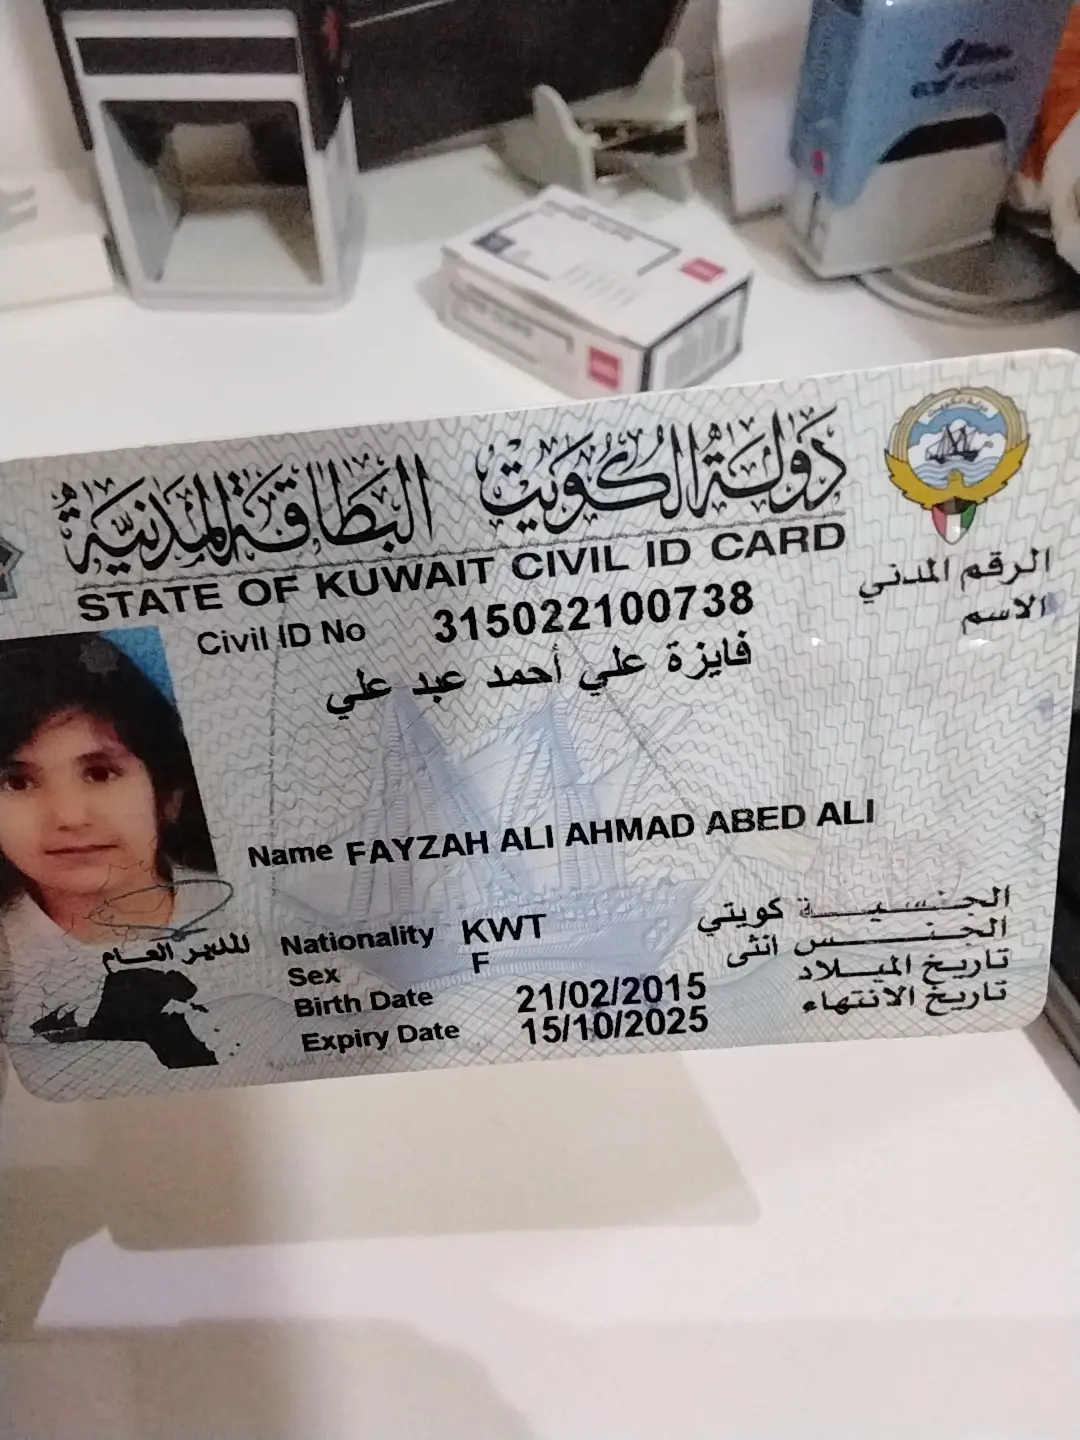 دولة الكويت البطاقة المدنية
STATE OF KUWAIT CIVIL ID CARD
Civil ID No 315022100738 الرقم المدني
فايزة علي أحمد عبد علي الاسم
Name FAYZAH ALI AHMAD ABED ALI
Nationality KWT الجنسية كويتي
Sex F الجنس انثى
Birth Date 21/02/2015 تاريخ الميلاد
Expiry Date 15/10/2025 تاريخ الانتهاء
المدير العام